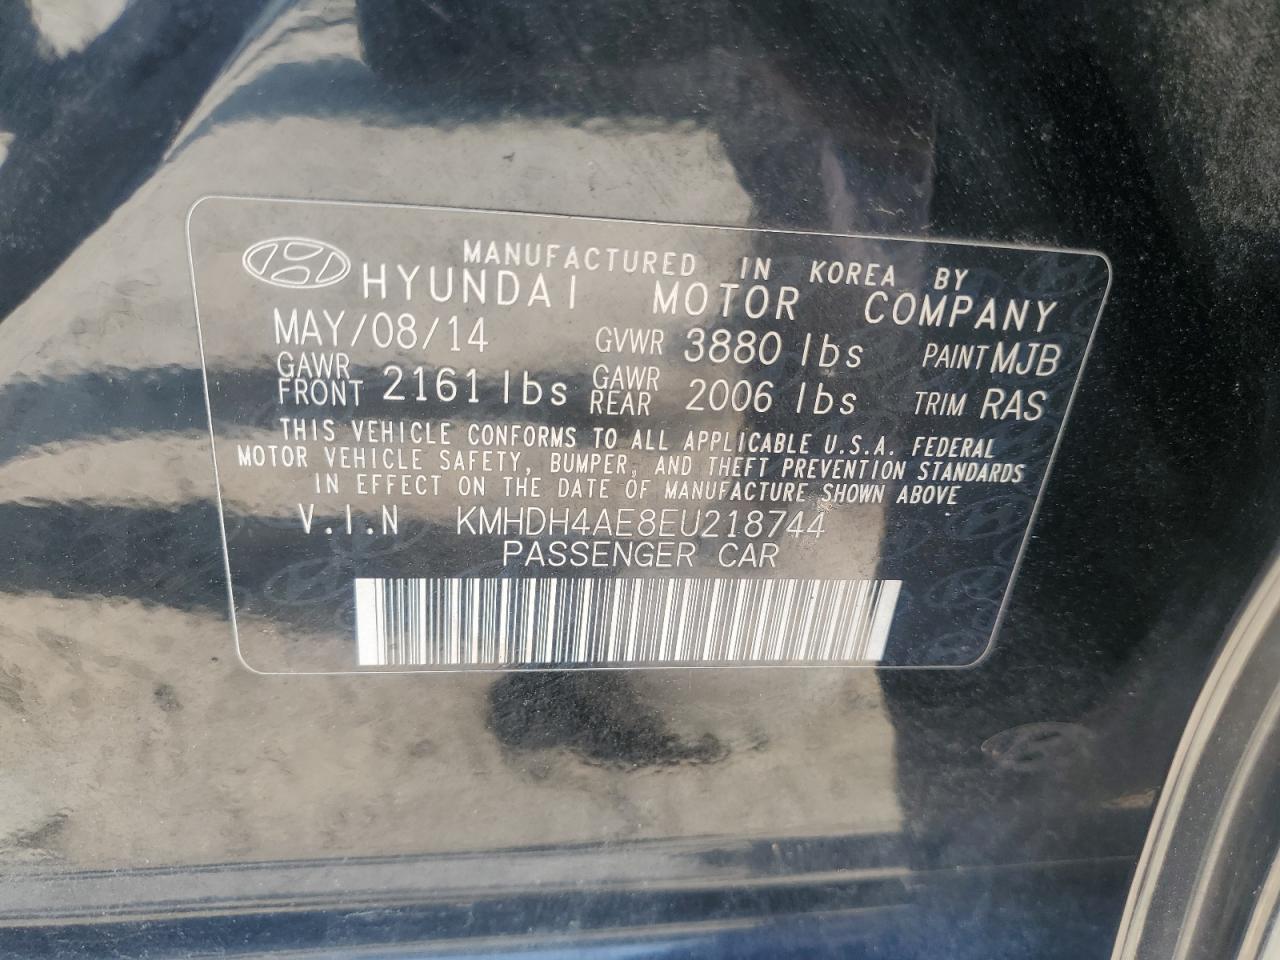 MANUFACTURED IN KOREA BY
HYUNDAI MOTOR COMPANY
MAY/08/14 GVWR 3880 lbs PAINT MJB
GAWR FRONT 2161 lbs GAWR REAR 2006 lbs TRIM RAS
THIS VEHICLE CONFORMS TO ALL APPLICABLE U.S.A. FEDERAL
MOTOR VEHICLE SAFETY, BUMPER, AND THEFT PREVENTION STANDARDS
IN EFFECT ON THE DATE OF MANUFACTURE SHOWN ABOVE
V.I.N KMHDH4AE8EU218744
PASSENGER CAR